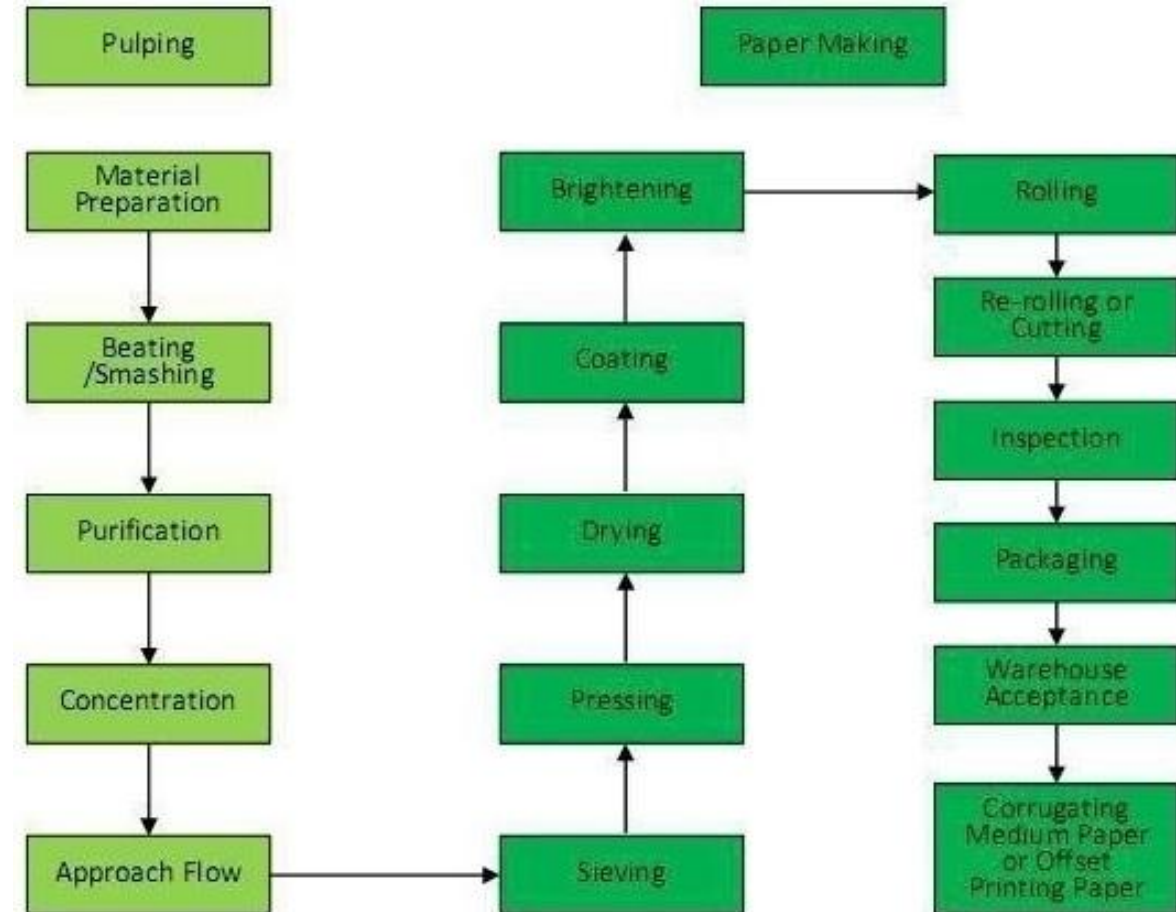 Pulping
Paper Making
Material
Preparation
Beating
/Smashing
Purification
Concentration
Approach Flow
Sieving
Pressing
Drying
Coating
Brightening
Rolling
Re-rolling or
Cutting
Inspection
Packaging
Warehouse
Acceptance
Corrugating
Medium Paper
or Offset
Printing Paper